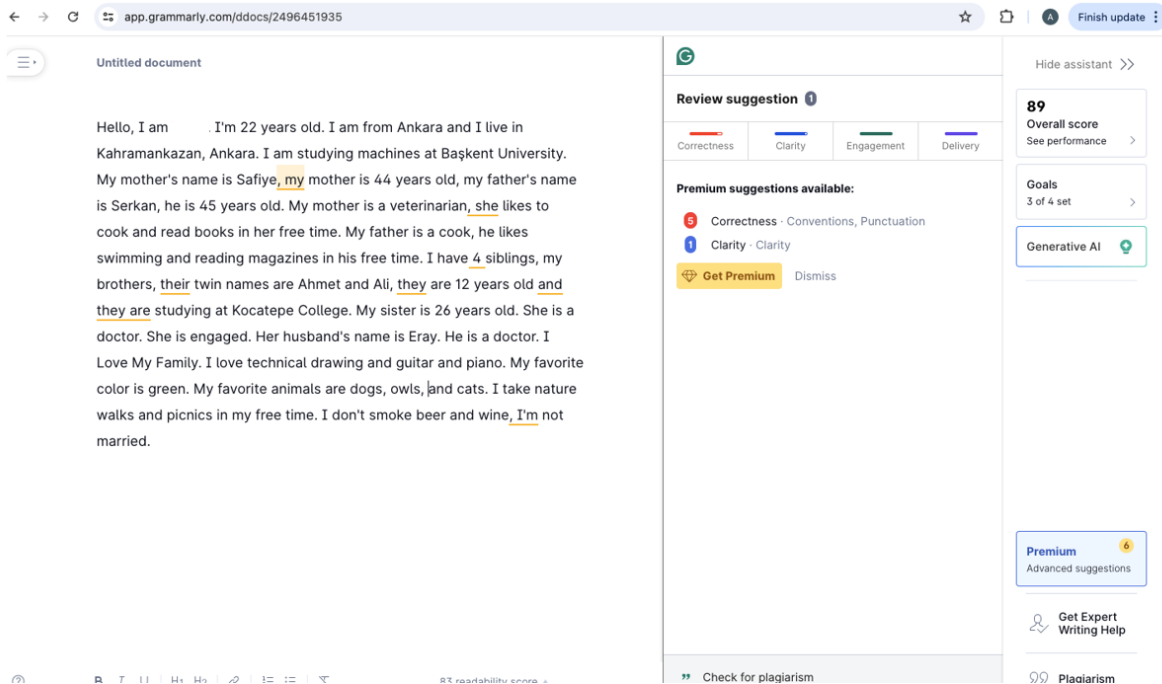 app.grammarly.com/ddocs/2496451935
A
Finish update
Untitled document
Hello, I am . I'm 22 years old. I am from Ankara and I live in
Kahramankazan, Ankara. I am studying machines at Başkent University.
My mother's name is Safiye, my mother is 44 years old, my father's name
is Serkan, he is 45 years old. My mother is a veterinarian, she likes to
cook and read books in her free time. My father is a cook, he likes
swimming and reading magazines in his free time. I have 4 siblings, my
brothers, their twin names are Ahmet and Ali, they are 12 years old and
they are studying at Kocatepe College. My sister is 26 years old. She is a
doctor. She is engaged. Her husband's name is Eray. He is a doctor. I
Love My Family. I love technical drawing and guitar and piano. My favorite
color is green. My favorite animals are dogs, owls, and cats. I take nature
walks and picnics in my free time. I don't smoke beer and wine, I'm not
married.
B I U H1 H2
83 readability score
Review suggestion 1
Correctness Clarity Engagement Delivery
Premium suggestions available:
5 Correctness · Conventions, Punctuation
1 Clarity · Clarity
Get Premium Dismiss
Check for plagiarism
Hide assistant
89
Overall score
See performance
Goals
3 of 4 set
Generative AI
Premium 6
Advanced suggestions
Get Expert
Writing Help
Plagiarism